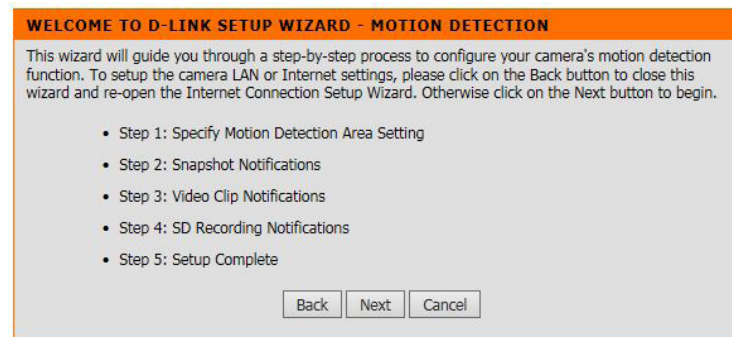 WELCOME TO D-LINK SETUP WIZARD - MOTION DETECTION
This wizard will guide you through a step-by-step process to configure your camera's motion detection
function. To setup the camera LAN or Internet settings, please click on the Back button to close this
wizard and re-open the Internet Connection Setup Wizard. Otherwise click on the Next button to begin.
• Step 1: Specify Motion Detection Area Setting
• Step 2: Snapshot Notifications
• Step 3: Video Clip Notifications
• Step 4: SD Recording Notifications
• Step 5: Setup Complete
Back Next Cancel